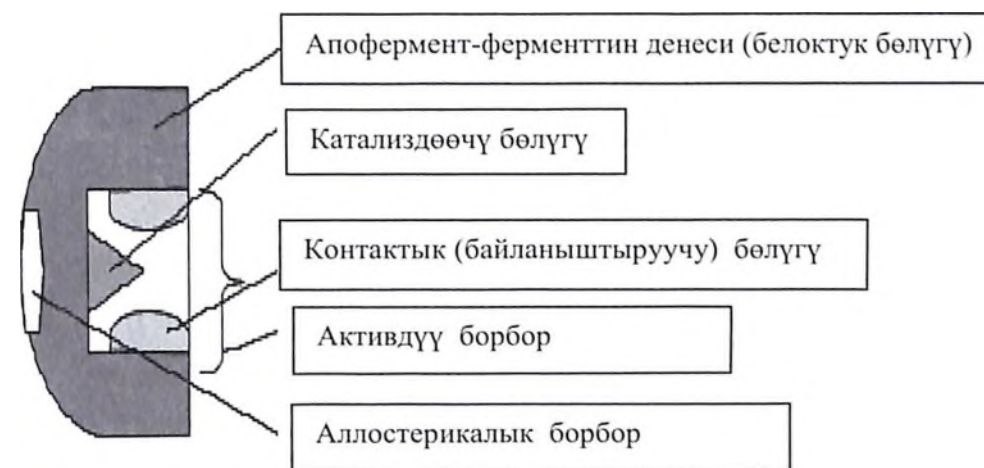 Апофермент-ферменттин денеси (белоктук бөлүгү)
Катализдөөчү бөлүгү
Контактык (байланыштыруучу) бөлүгү
Активдүү борбор
Аллостерикалык борбор